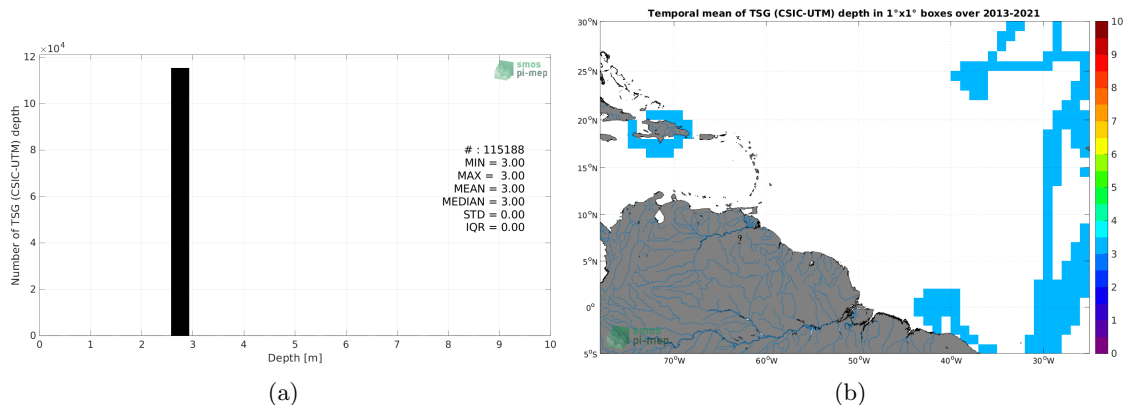 ×10⁴
12
10
8
6
4
2
0
0 1 2 3 4 5 6 7 8 9 10
Number of TSG (CSIC-UTM) depth
Depth [m]
smos
pi-mep
# : 115188
MIN = 3.00
MAX = 3.00
MEAN = 3.00
MEDIAN = 3.00
STD = 0.00
IQR = 0.00
(a)
Temporal mean of TSG (CSIC-UTM) depth in 1°x1° boxes over 2013-2021
30°N
25°N
20°N
15°N
10°N
5°N
0°
5°S
70°W 60°W 50°W 40°W 30°W
smos
pi-mep
10
9
8
7
6
5
4
3
2
1
0
(b)